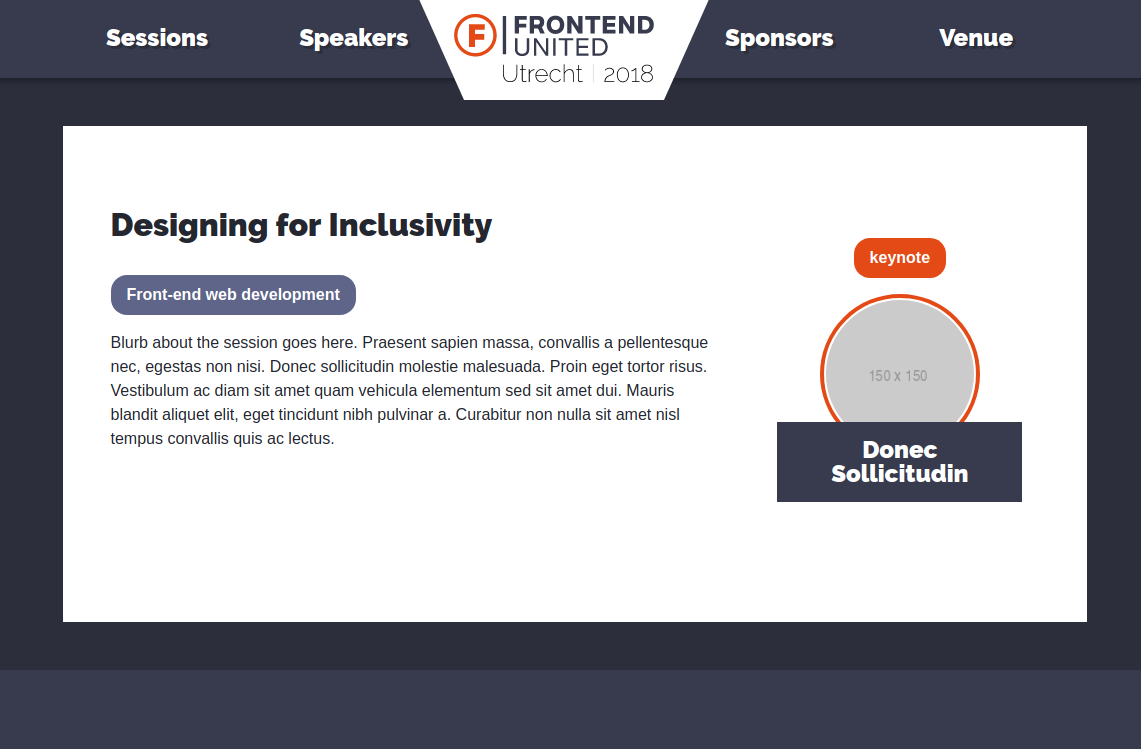 Sessions
Speakers
F
FRONTEND
UNITED
Utrecht | 2018
Sponsors
Venue
Designing for Inclusivity
Front-end web development
Blurb about the session goes here. Praesent sapien massa, convallis a pellentesque
nec, egestas non nisi. Donec sollicitudin molestie malesuada. Proin eget tortor risus.
Vestibulum ac diam sit amet quam vehicula elementum sed sit amet dui. Mauris
blandit aliquet elit, eget tincidunt nibh pulvinar a. Curabitur non nulla sit amet nisl
tempus convallis quis ac lectus.
keynote
150 x 150
Donec
Sollicitudin